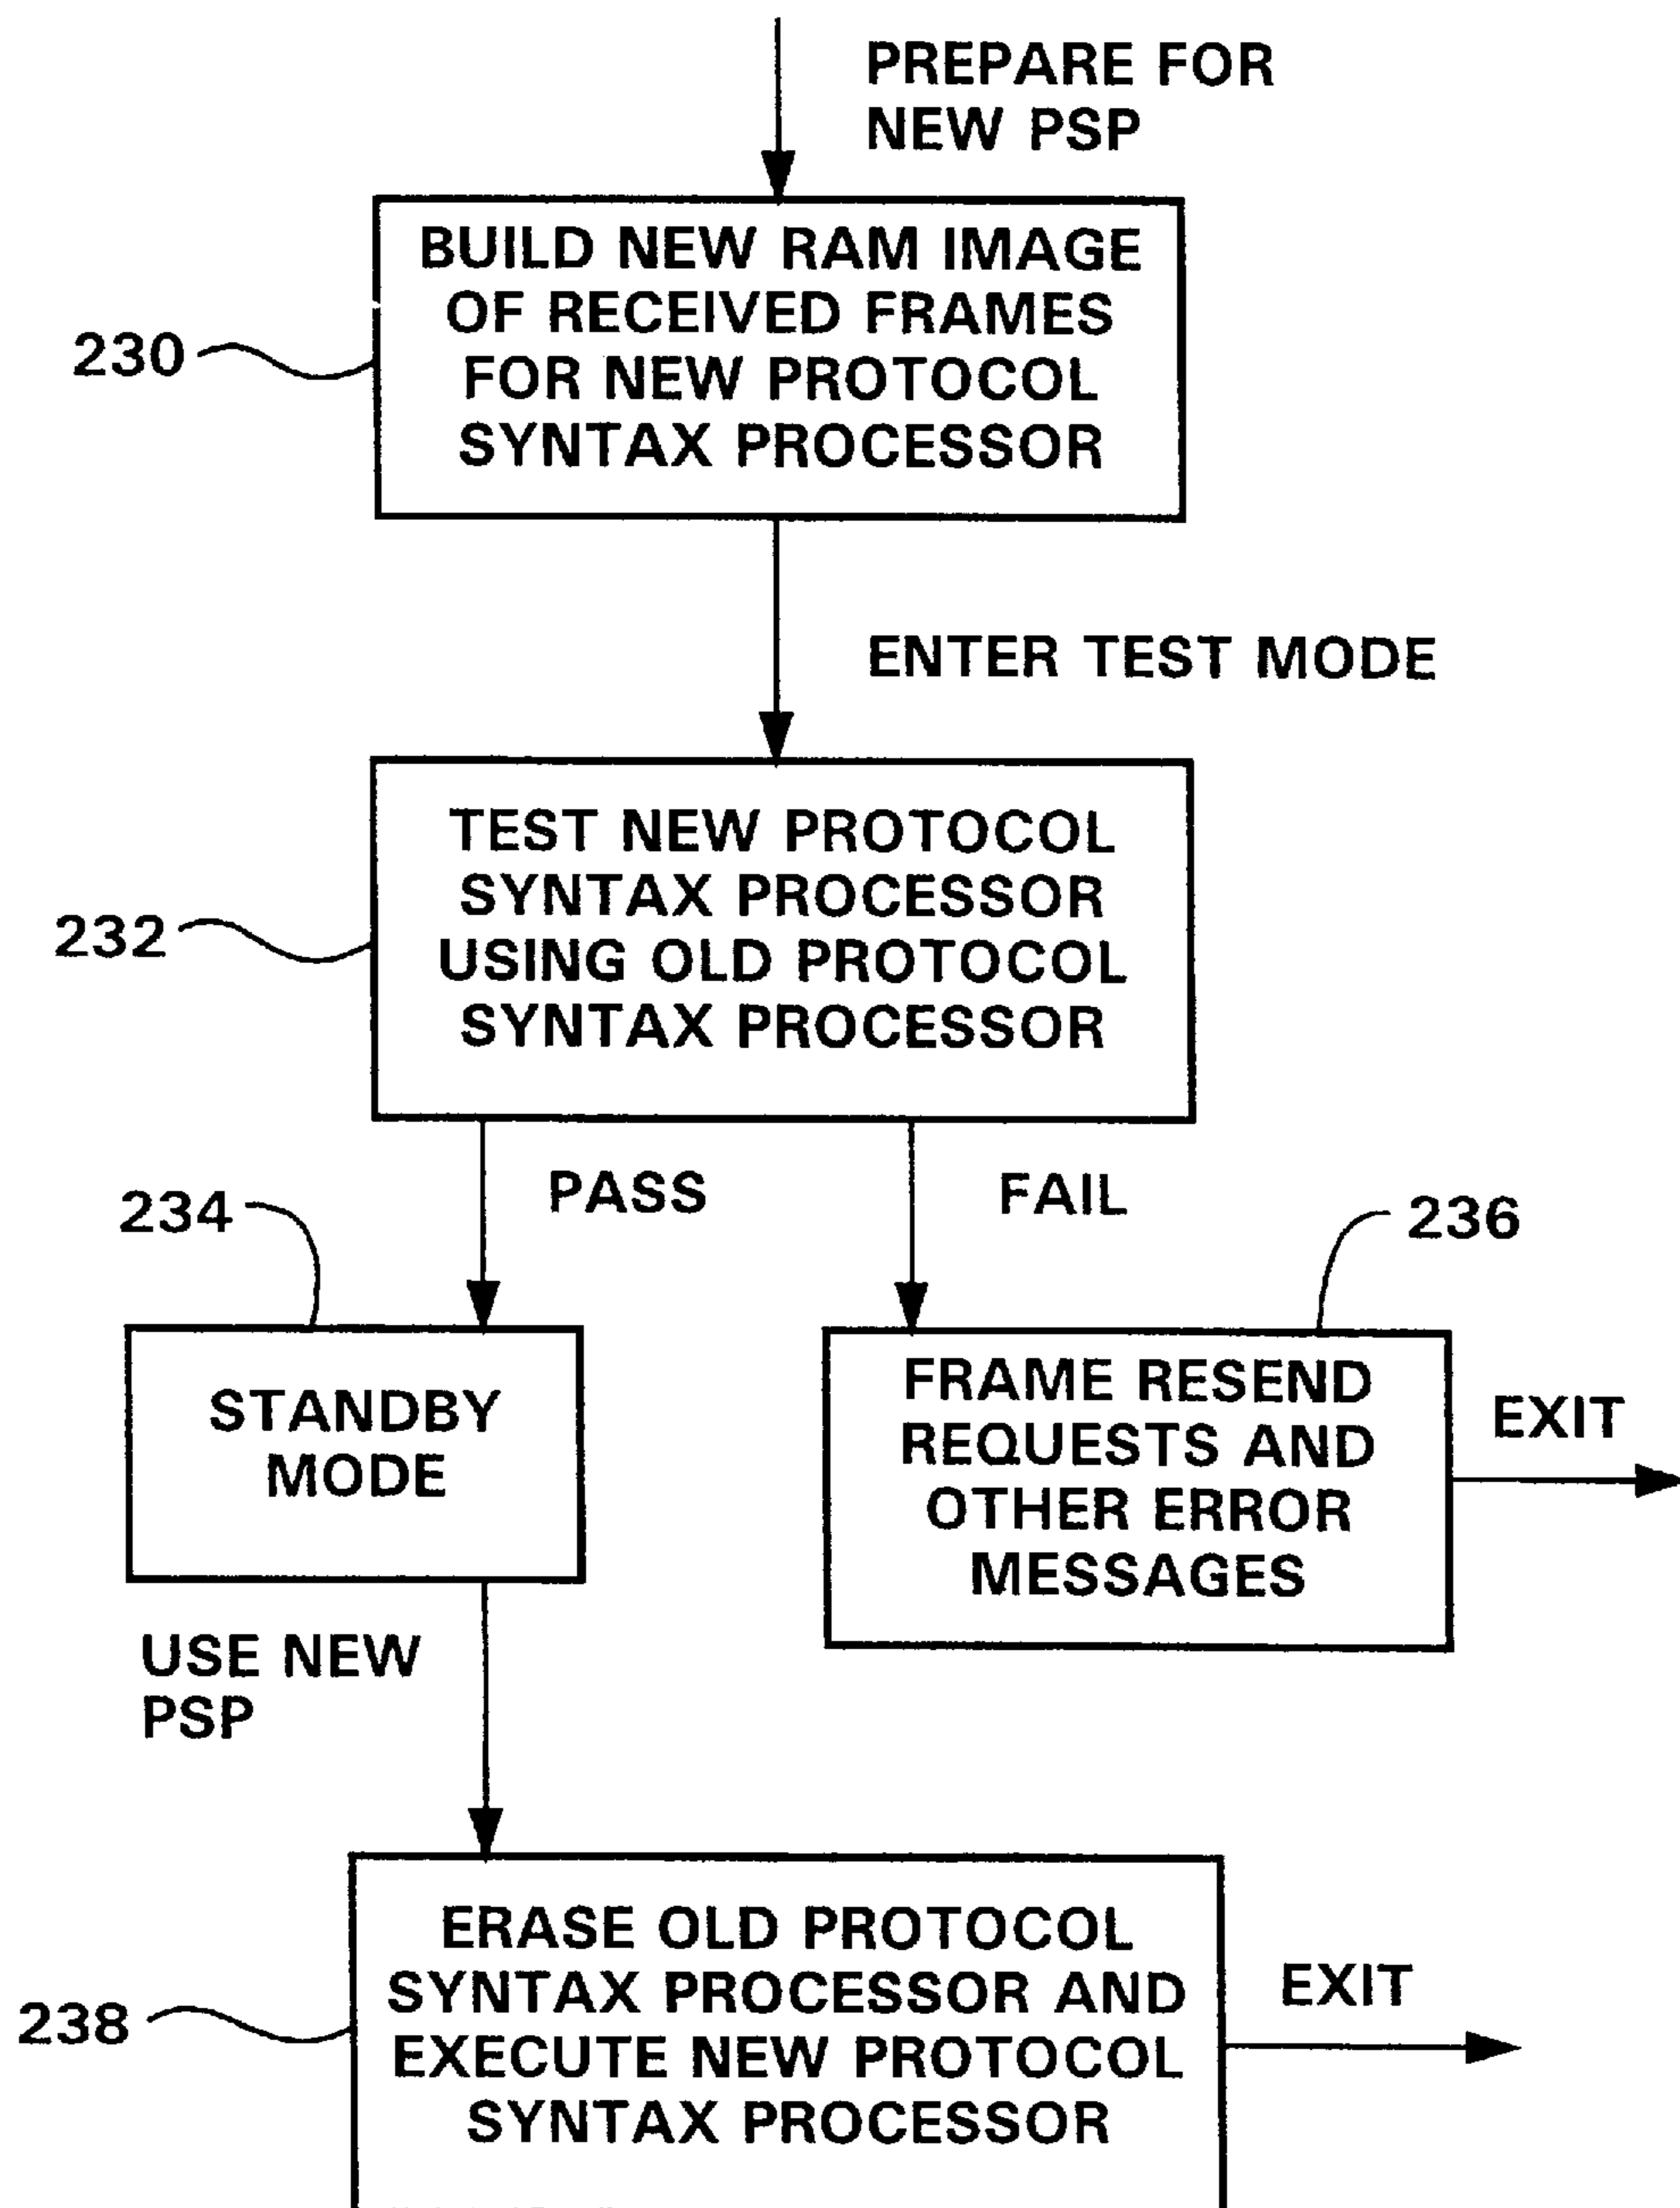 PREPARE FOR
NEW PSP
BUILD NEW RAM IMAGE
OF RECEIVED FRAMES
FOR NEW PROTOCOL
SYNTAX PROCESSOR
230
ENTER TEST MODE
TEST NEW PROTOCOL
SYNTAX PROCESSOR
USING OLD PROTOCOL
SYNTAX PROCESSOR
232
PASS
FAIL
234
236
STANDBY
MODE
FRAME RESEND
REQUESTS AND
OTHER ERROR
MESSAGES
EXIT
USE NEW
PSP
ERASE OLD PROTOCOL
SYNTAX PROCESSOR AND
EXECUTE NEW PROTOCOL
SYNTAX PROCESSOR
238
EXIT